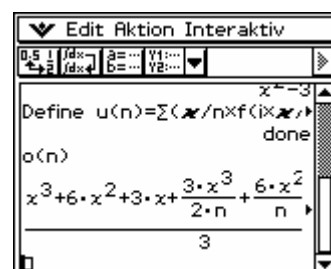 Edit Aktion Interaktiv
x²-3
Define u(n)=Σ(x/n×f(i×x/
done
o(n)
x³+6·x²+3·x+3·x³/2·n+6·x²/n
3